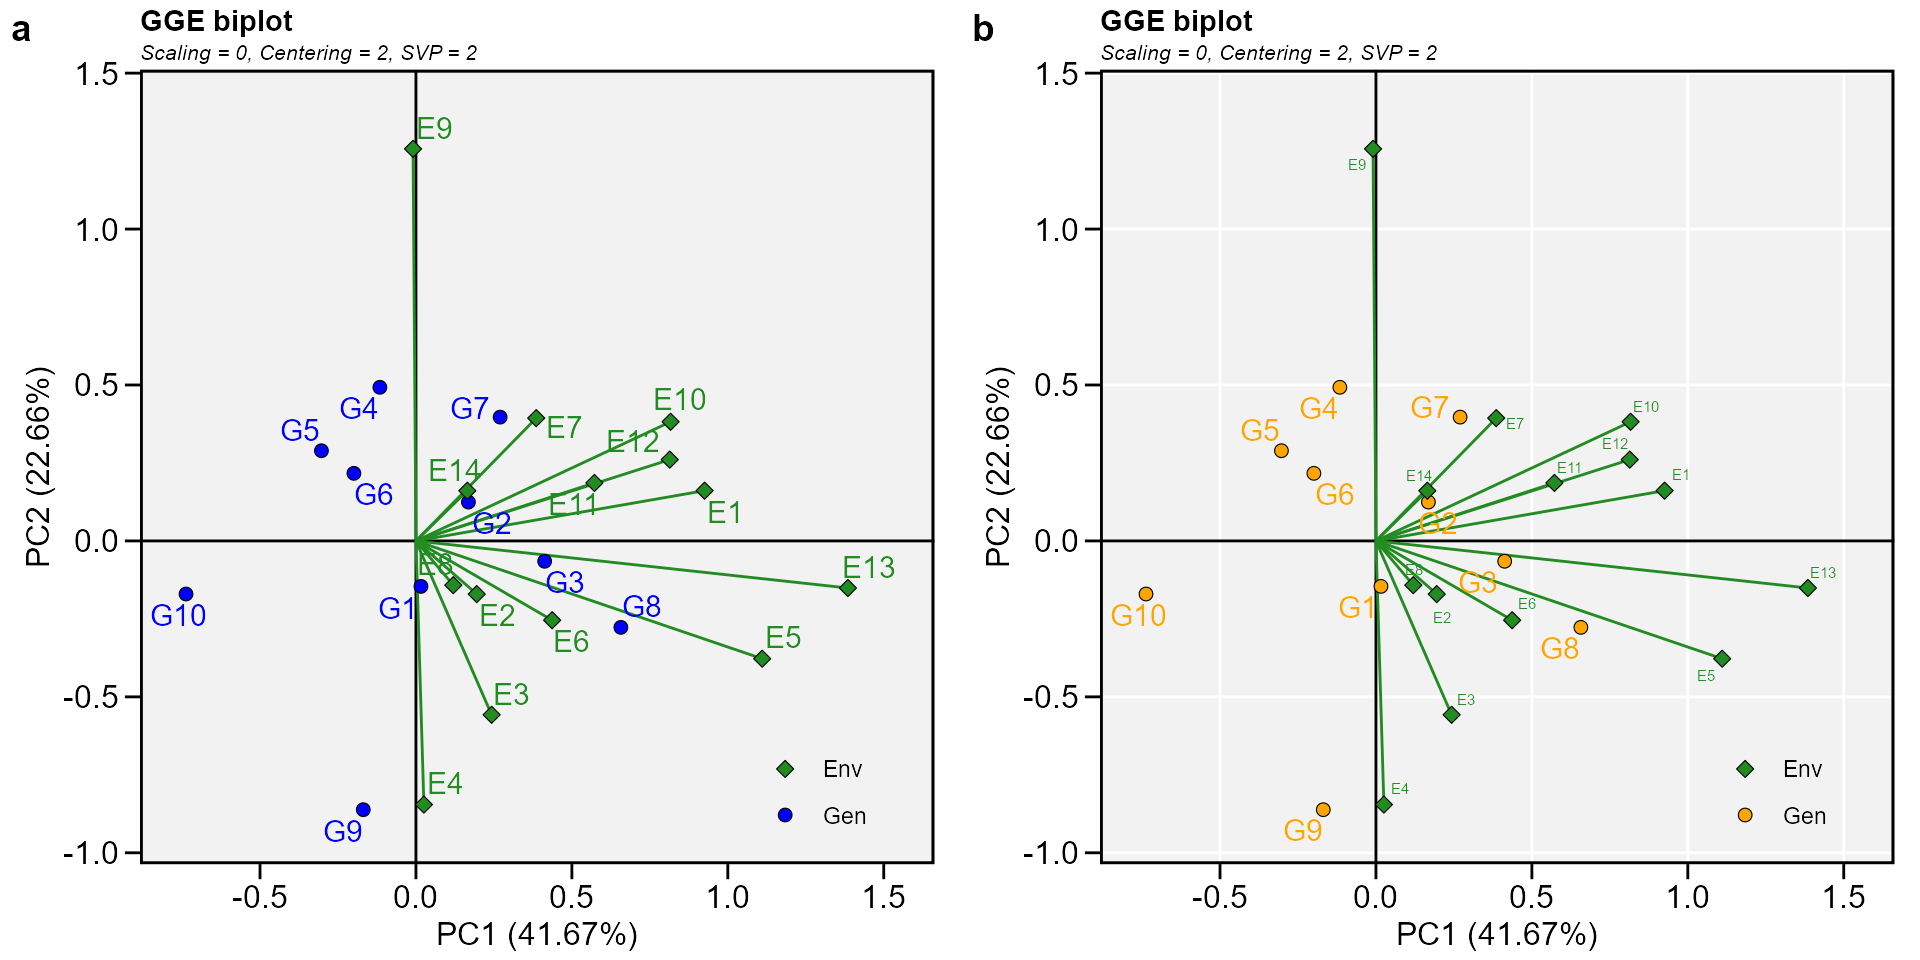 a
GGE biplot
Scaling = 0, Centering = 2, SVP = 2
1.5
1.0
0.5
0.0
-0.5
-1.0
PC2 (22.66%)
E9
G4
G5
G6
G7
E7
E10
E12
E14
E11
E1
G2
E8
G3
E13
G10
G1
E2
E6
G8
E5
E3
E4
G9
Env
Gen
-0.5
0.0
0.5
1.0
1.5
PC1 (41.67%)
b
GGE biplot
Scaling = 0, Centering = 2, SVP = 2
1.5
1.0
0.5
0.0
-0.5
-1.0
PC2 (22.66%)
E9
G4
G5
G6
G7
E7
E10
E12
E14
E11
E1
G2
E8
G3
E13
G10
G1
E2
E6
G8
E5
E3
E4
G9
Env
Gen
-0.5
0.0
0.5
1.0
1.5
PC1 (41.67%)